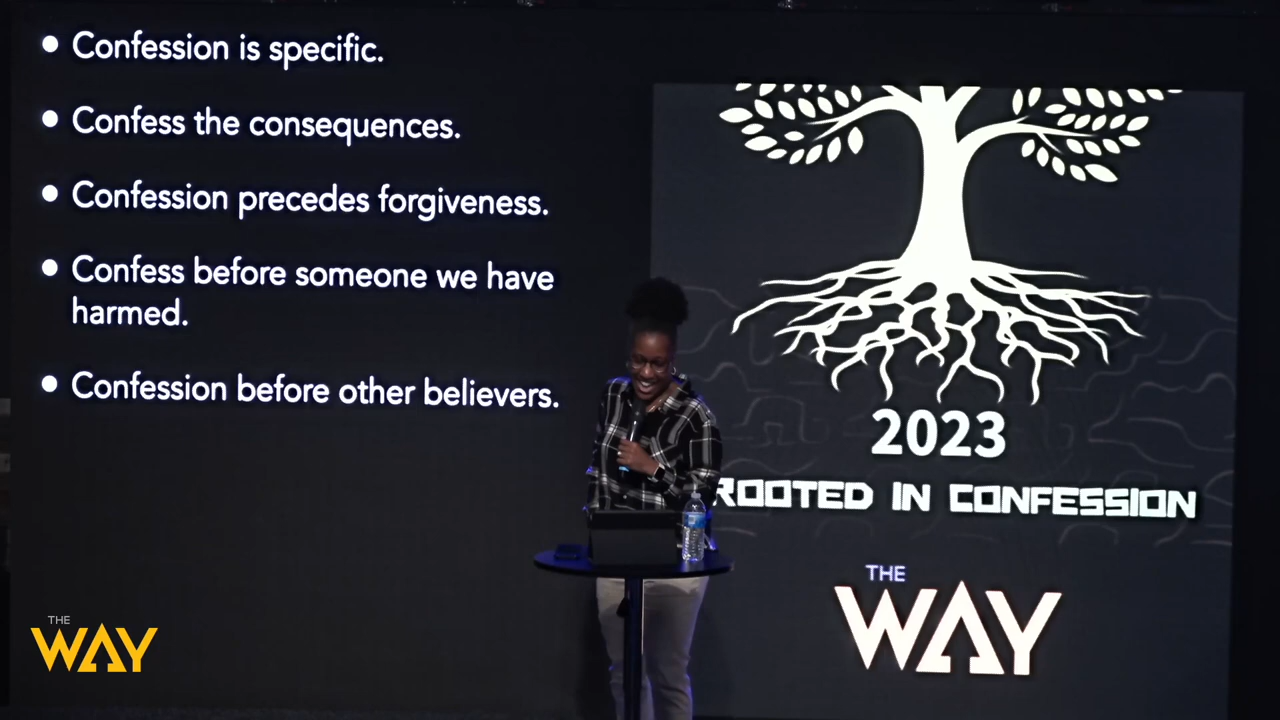 • Confession is specific.
• Confess the consequences.
• Confession precedes forgiveness.
• Confess before someone we have
harmed.
• Confession before other believers.
2023
ROOTED IN CONFESSION
THE
WAY
THE
WAY